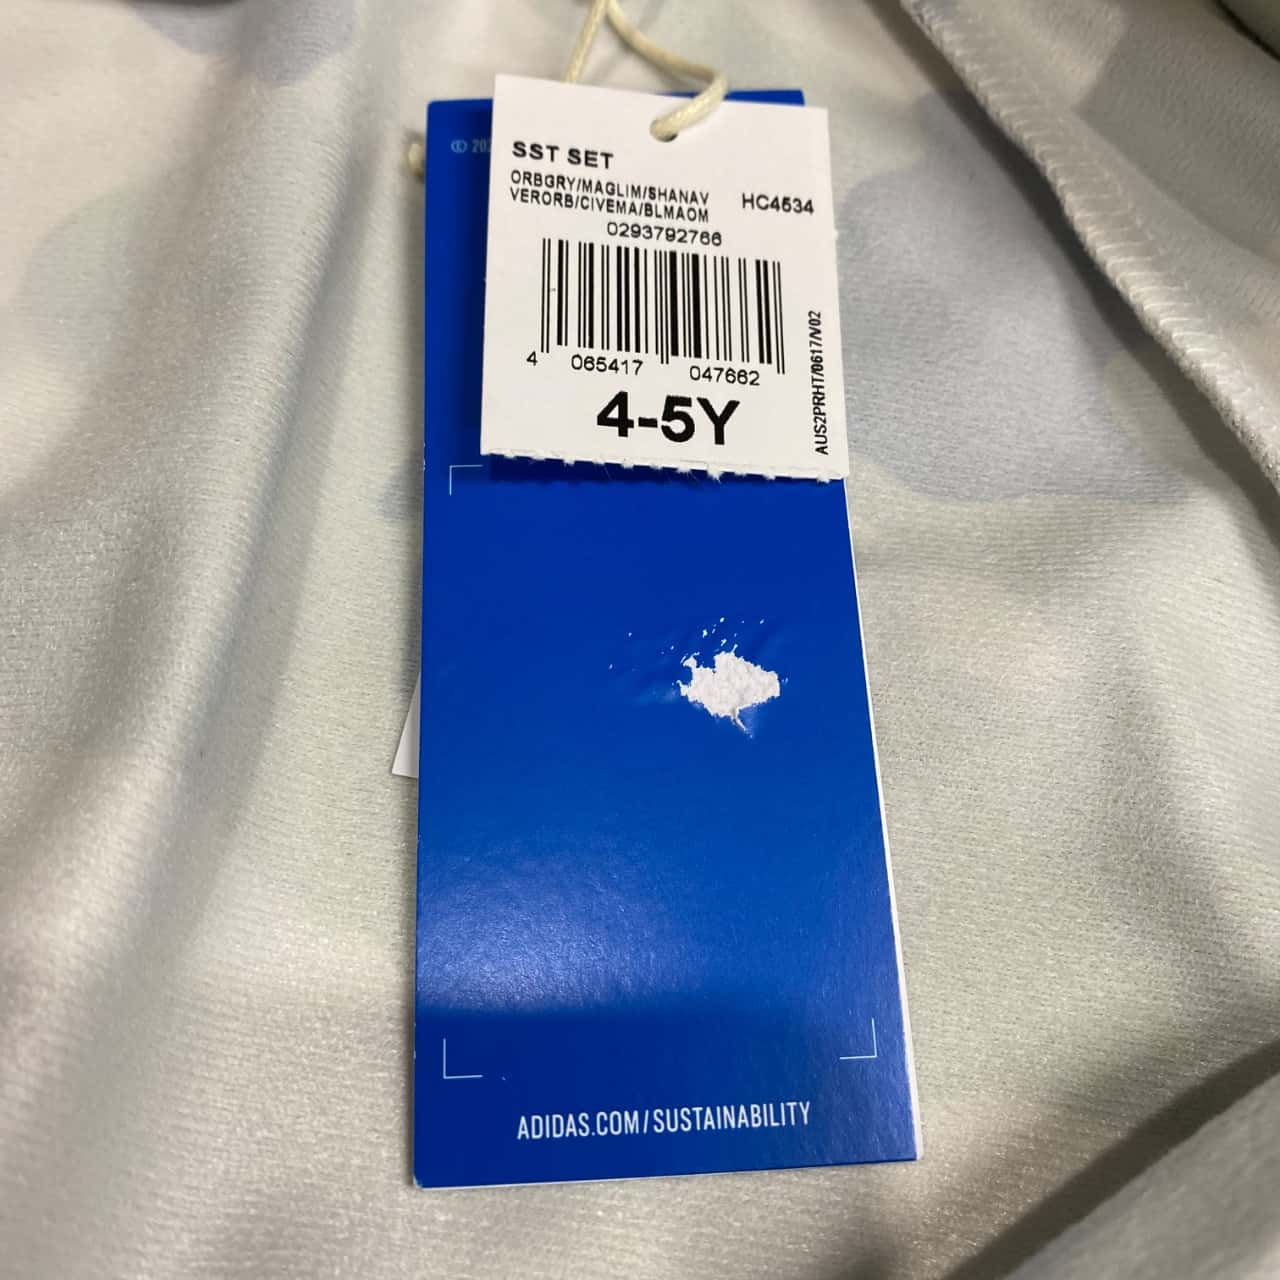 SST SET
ORBGRY/MAGLIM/SHANAV
VERORB/CIVEMA/BLMAOM
HC4534
0293792766
4 065417 047662
4-5Y
AUS2PRHT/0617/V02
ADIDAS.COM/SUSTAINABILITY